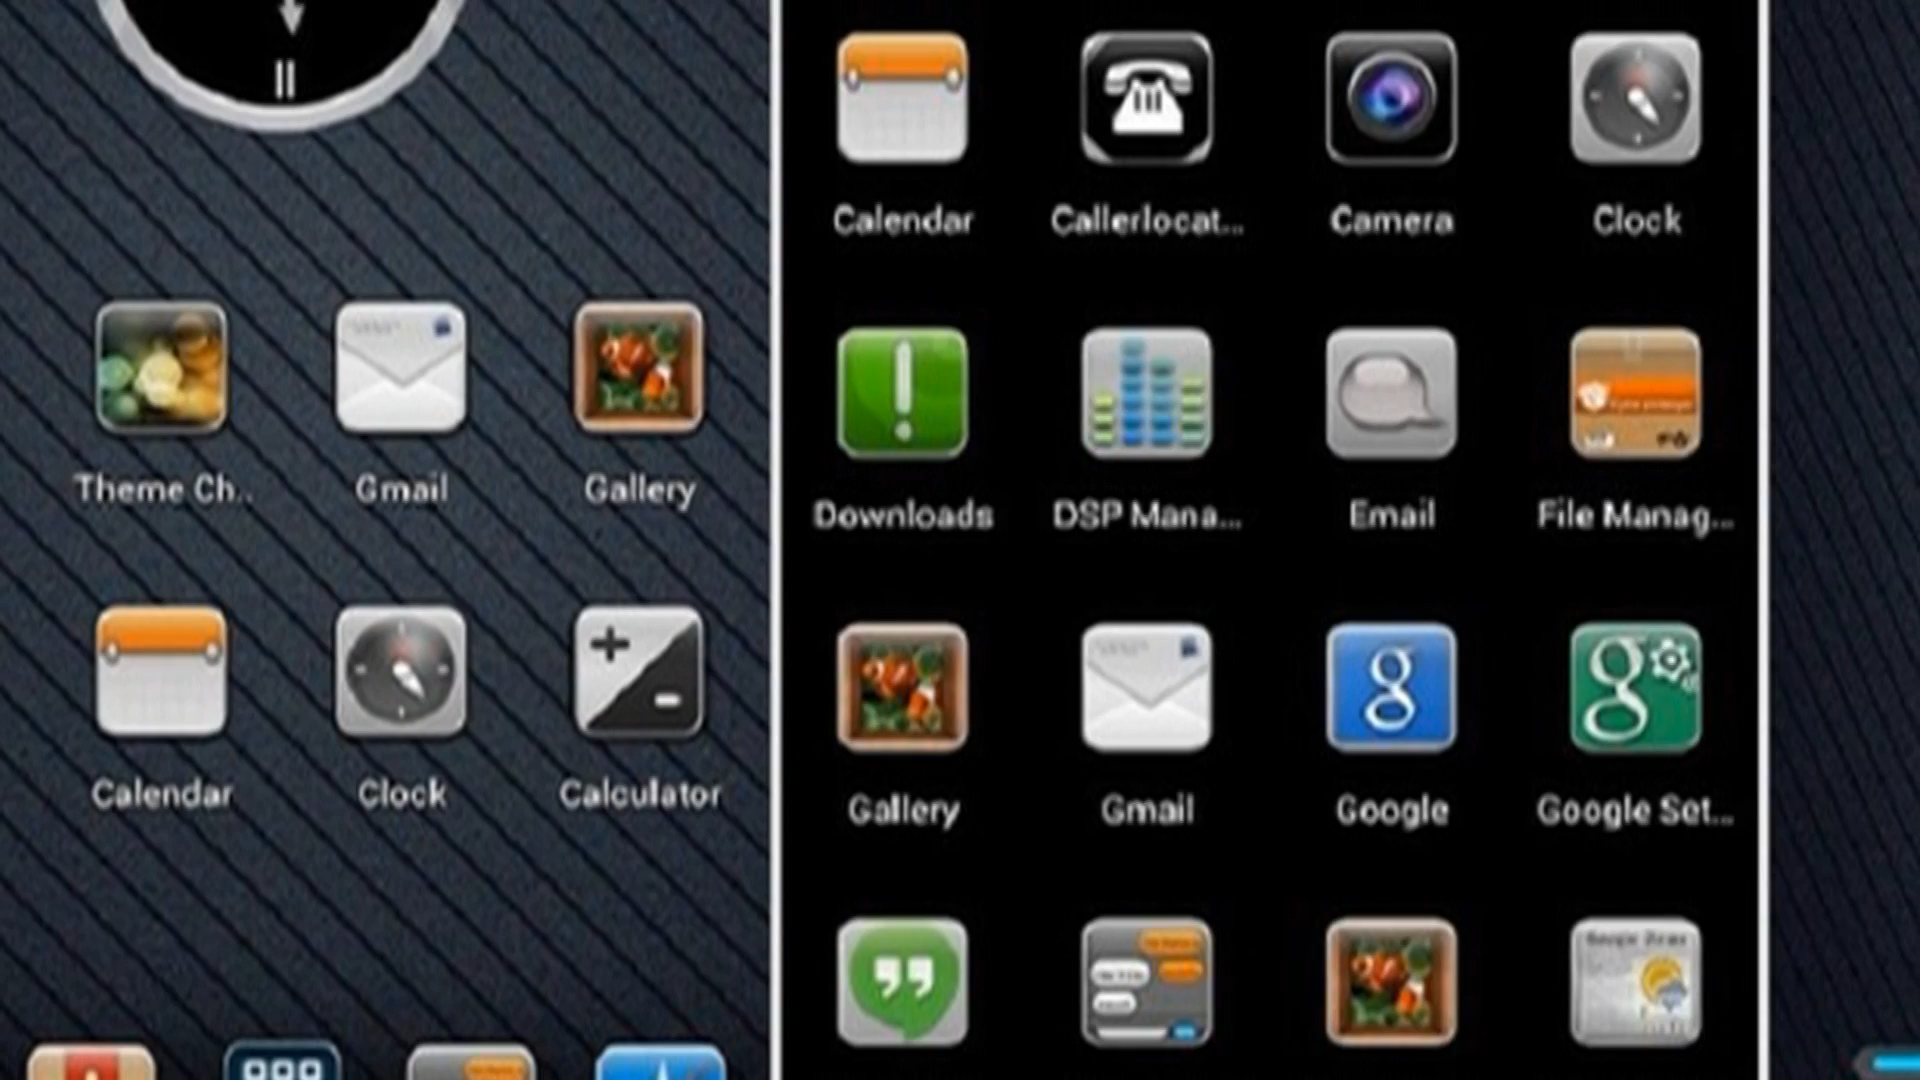 Theme Ch..
Gmail
Gallery
Calendar
Clock
Calculator
Calendar
Callerlocat...
Camera
Clock
Downloads
DSP Mana...
Email
File Manag...
Gallery
Gmail
Google
Google Set...